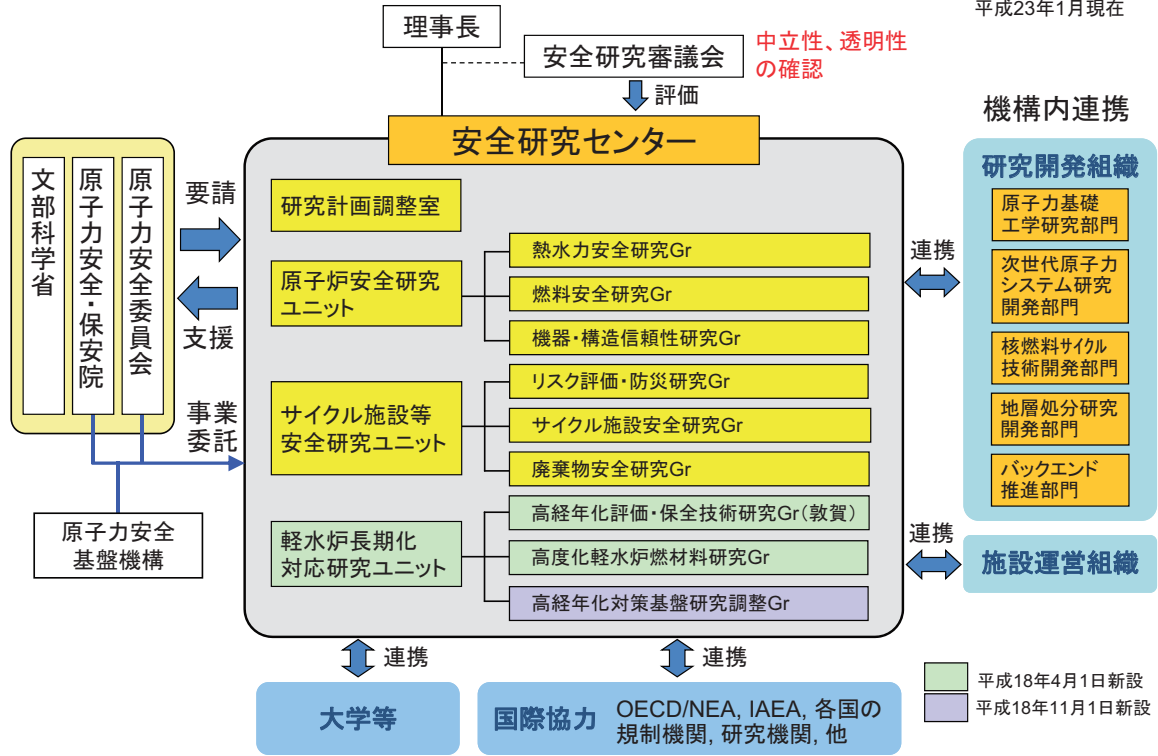 平成23年1月現在
理事長
安全研究審議会
中立性、透明性
の確認
評価
安全研究センター
文部科学省
原子力安全・保安院
原子力安全委員会
要請
支援
事業
委託
原子力安全
基盤機構
研究計画調整室
原子炉安全研究
ユニット
熱水力安全研究Gr
燃料安全研究Gr
機器・構造信頼性研究Gr
サイクル施設等
安全研究ユニット
リスク評価・防災研究Gr
サイクル施設安全研究Gr
廃棄物安全研究Gr
軽水炉長期化
対応研究ユニット
高経年化評価・保全技術研究Gr(敦賀)
高度化軽水炉燃材料研究Gr
高経年化対策基盤研究調整Gr
機構内連携
連携
研究開発組織
原子力基礎
工学研究部門
次世代原子力
システム研究
開発部門
核燃料サイクル
技術開発部門
地層処分研究
開発部門
バックエンド
推進部門
連携
施設運営組織
連携
大学等
連携
国際協力
OECD/NEA, IAEA, 各国の
規制機関, 研究機関, 他
平成18年4月1日新設
平成18年11月1日新設